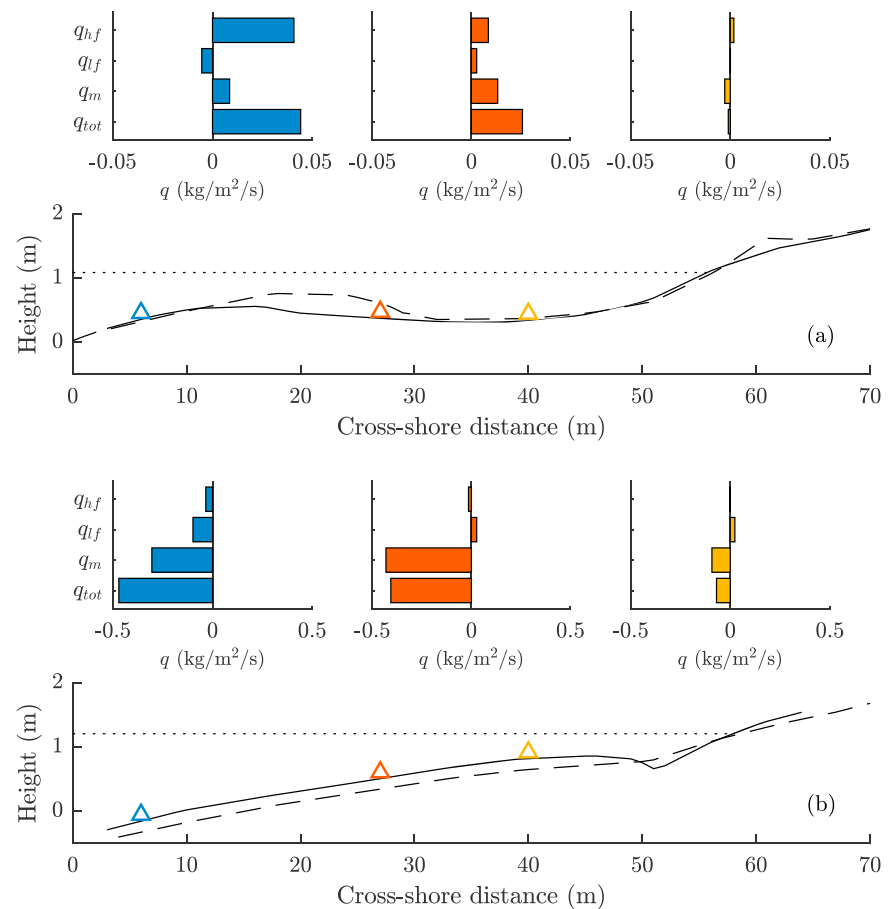 q_hf
q_lf
q_m
q_tot
-0.05 0 0.05 -0.05 0 0.05 -0.05 0 0.05
q (kg/m²/s) q (kg/m²/s) q (kg/m²/s)
2
1
0
Height (m)
(a)
0 10 20 30 40 50 60 70
Cross-shore distance (m)
q_hf
q_lf
q_m
q_tot
-0.5 0 0.5 -0.5 0 0.5 -0.5 0 0.5
q (kg/m²/s) q (kg/m²/s) q (kg/m²/s)
2
1
0
Height (m)
(b)
0 10 20 30 40 50 60 70
Cross-shore distance (m)